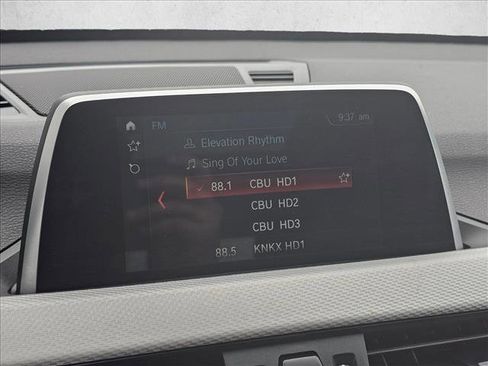 FM 9:37 am
Elevation Rhythm
Sing Of Your Love
88.1 CBU HD1
CBU HD2
CBU HD3
88.5 KNKX HD1